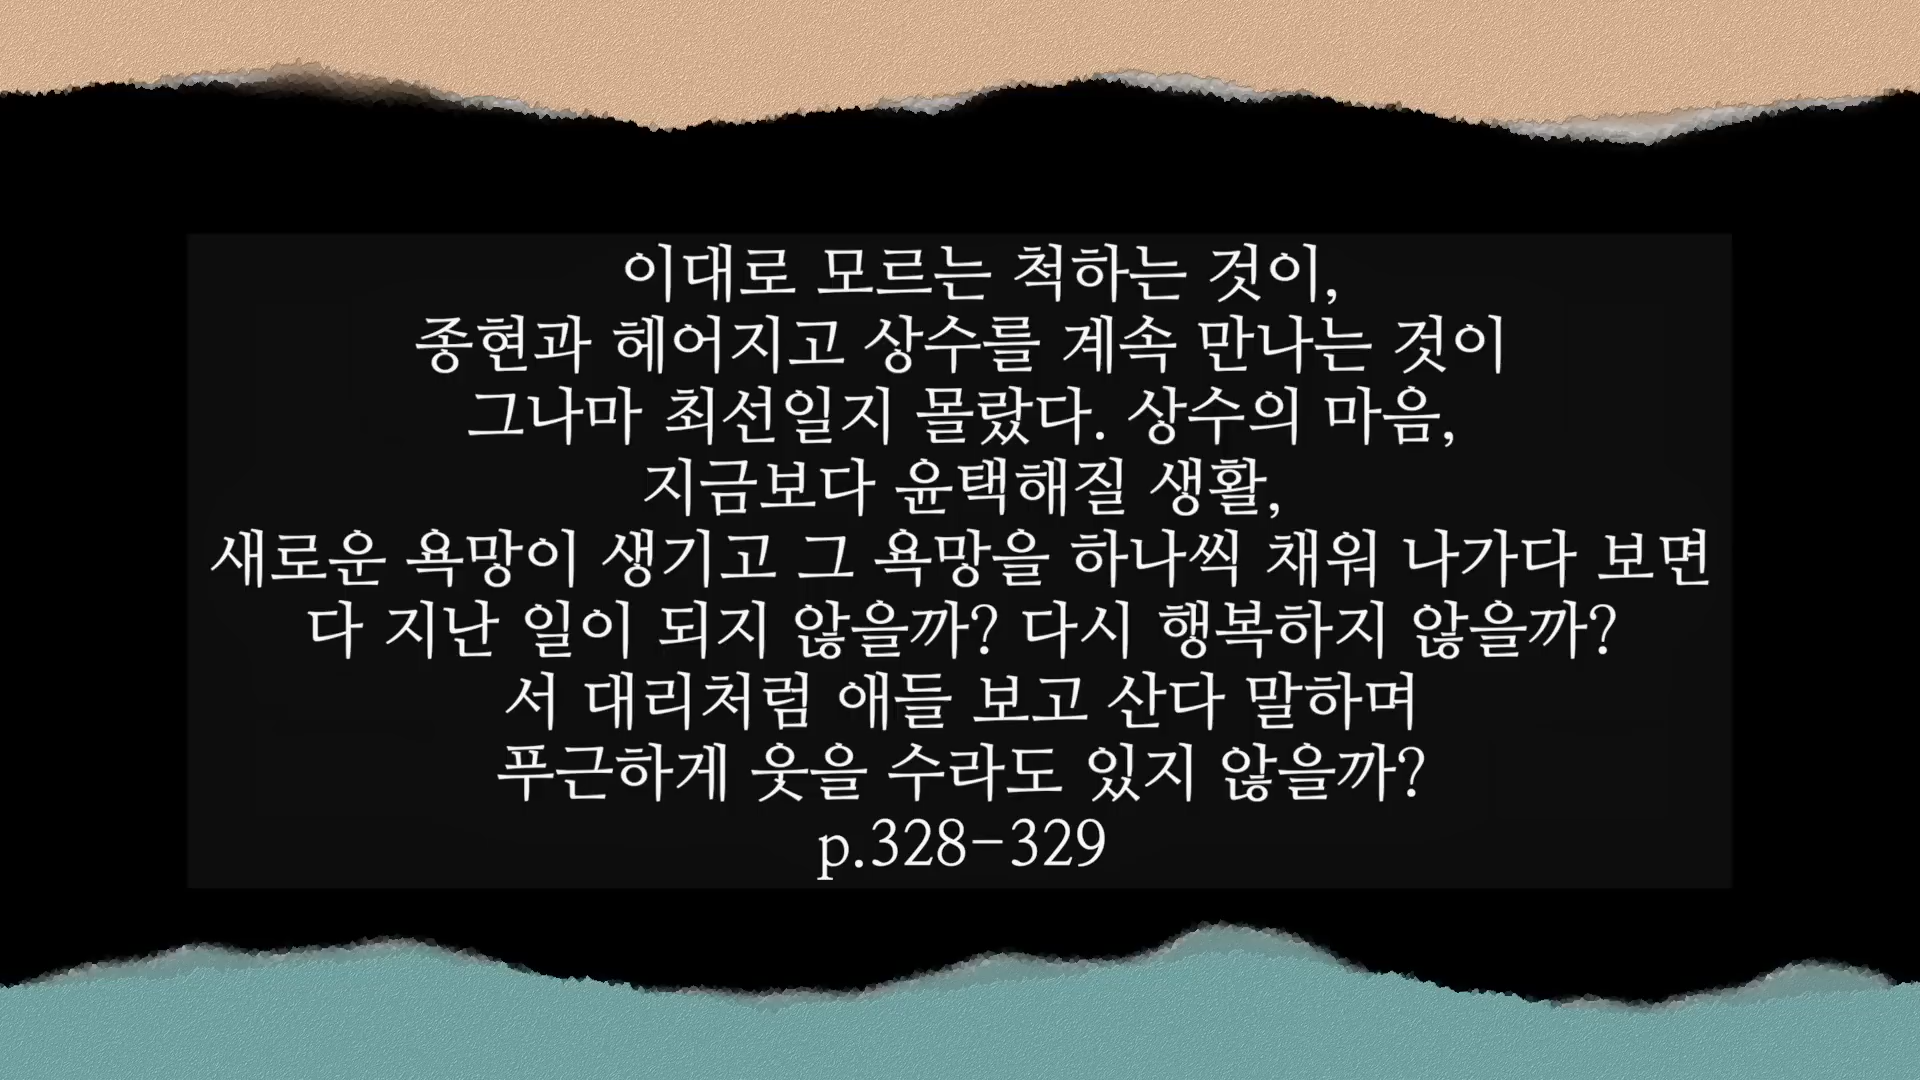 이대로 모르는 척하는 것이,
종현과 헤어지고 상수를 계속 만나는 것이
그나마 최선일지 몰랐다. 상수의 마음,
지금보다 윤택해질 생활,
새로운 욕망이 생기고 그 욕망을 하나씩 채워 나가다 보면
다 지난 일이 되지 않을까? 다시 행복하지 않을까?
서 대리처럼 애들 보고 산다 말하며
푸근하게 웃을 수라도 있지 않을까?
p.328-329